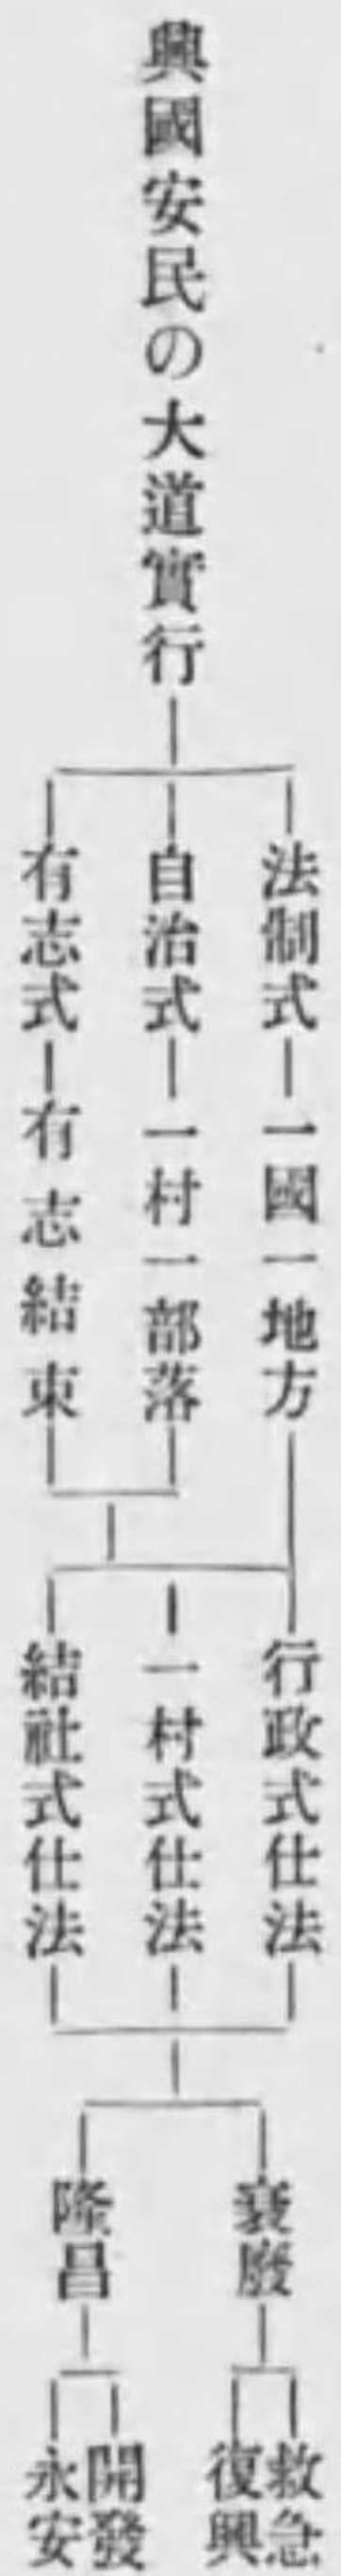 興國安民の大道實行
法制式
一國一地方
自治式
一村一部落
有志式
有志結束
行政式仕法
一村式仕法
結社式仕法
衰廢
隆昌
救急
復興
開發
永安